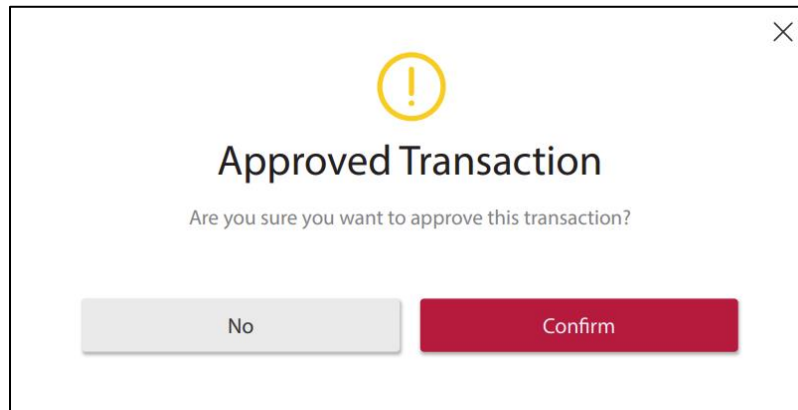 Approved Transaction
Are you sure you want to approve this transaction?
No
Confirm